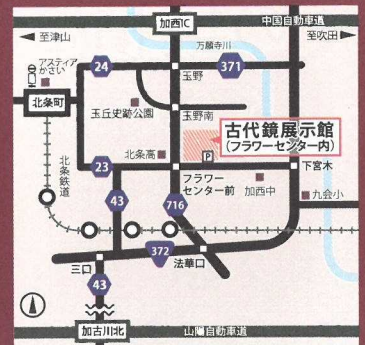 加西IC
中国自動車道
至津山
万願寺川
至吹田
アスティア
かさい
24
玉野
371
北条町
玉丘史跡公園
玉野南
古代鏡展示館
(フラワーセンター内)
北条高
P
北条鉄道
23
フラワー
センター前
加西中
下宮木
43
716
九会小
372
三口
法華口
43
加古川北
山陽自動車道